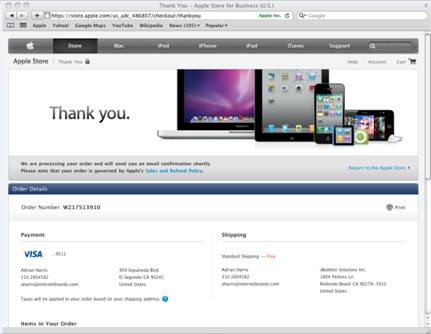 Thank You – Apple Store for Business (U.S.)
https://store.apple.com/us_adc_486807/checkout/thankyou
Apple Inc.
Google
Apple Yahoo! Google Maps YouTube Wikipedia News (105) Popular
Store Mac iPod iPhone iPad iTunes Support
Apple Store / Thank You
Help Account Cart
Thank you.
We are processing your order and will send you an email confirmation shortly.
Please note that your order is governed by Apple's Sales and Refund Policy.
Return to the Apple Store
Order Details
Order Number: W217513910
Print
Payment
Shipping
VISA ...9511
Standard Shipping — Free
Adrian Harris
310 2804582
aharris@internetbrands.com
909 Sepulveda Blvd
El Segundo CA 90245
United States
Adrian Harris
310 2804582
vBulletin Solutions Inc.
1804 Perkins Ln
Redondo Beach CA 90278-3910
United States
Taxes will be applied to your order based on your shipping address.
Items in Your Order